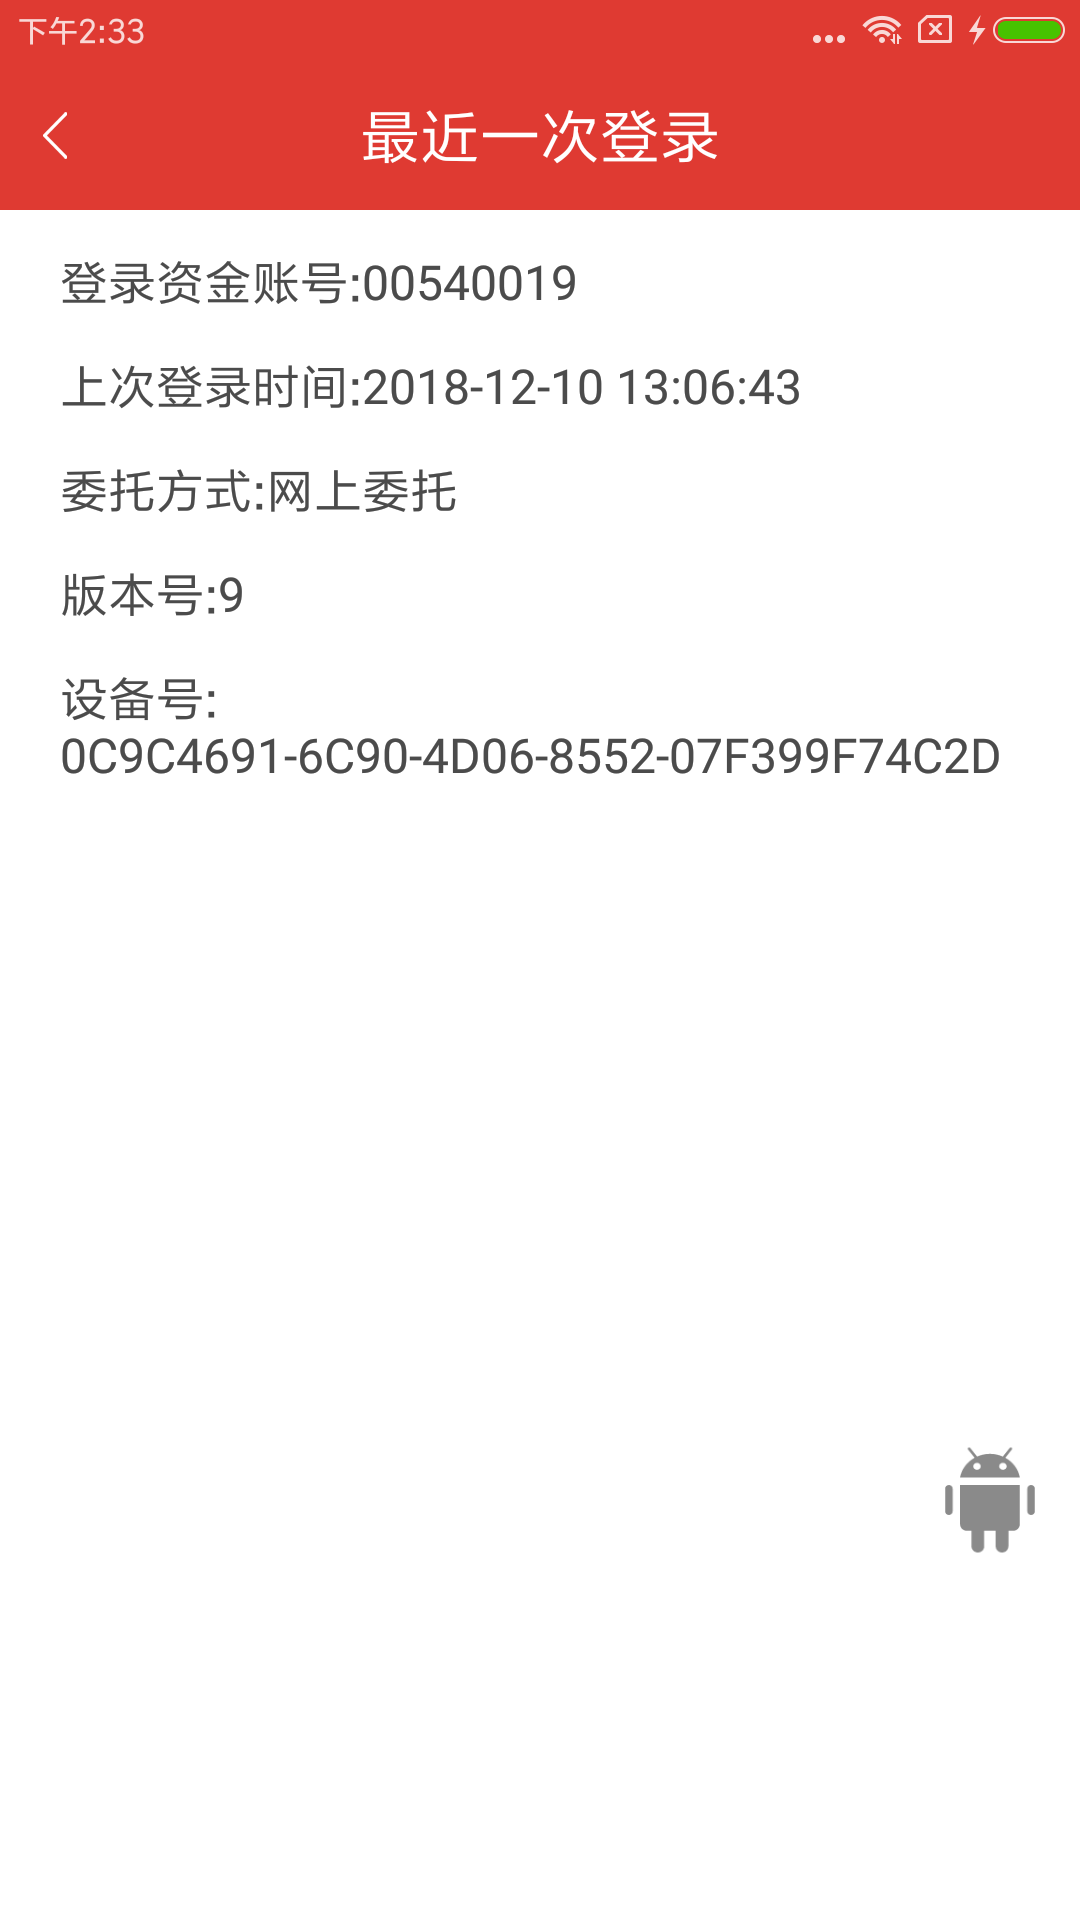 下午2:33
最近一次登录
登录资金账号:00540019
上次登录时间:2018-12-10 13:06:43
委托方式:网上委托
版本号:9
设备号:
0C9C4691-6C90-4D06-8552-07F399F74C2D